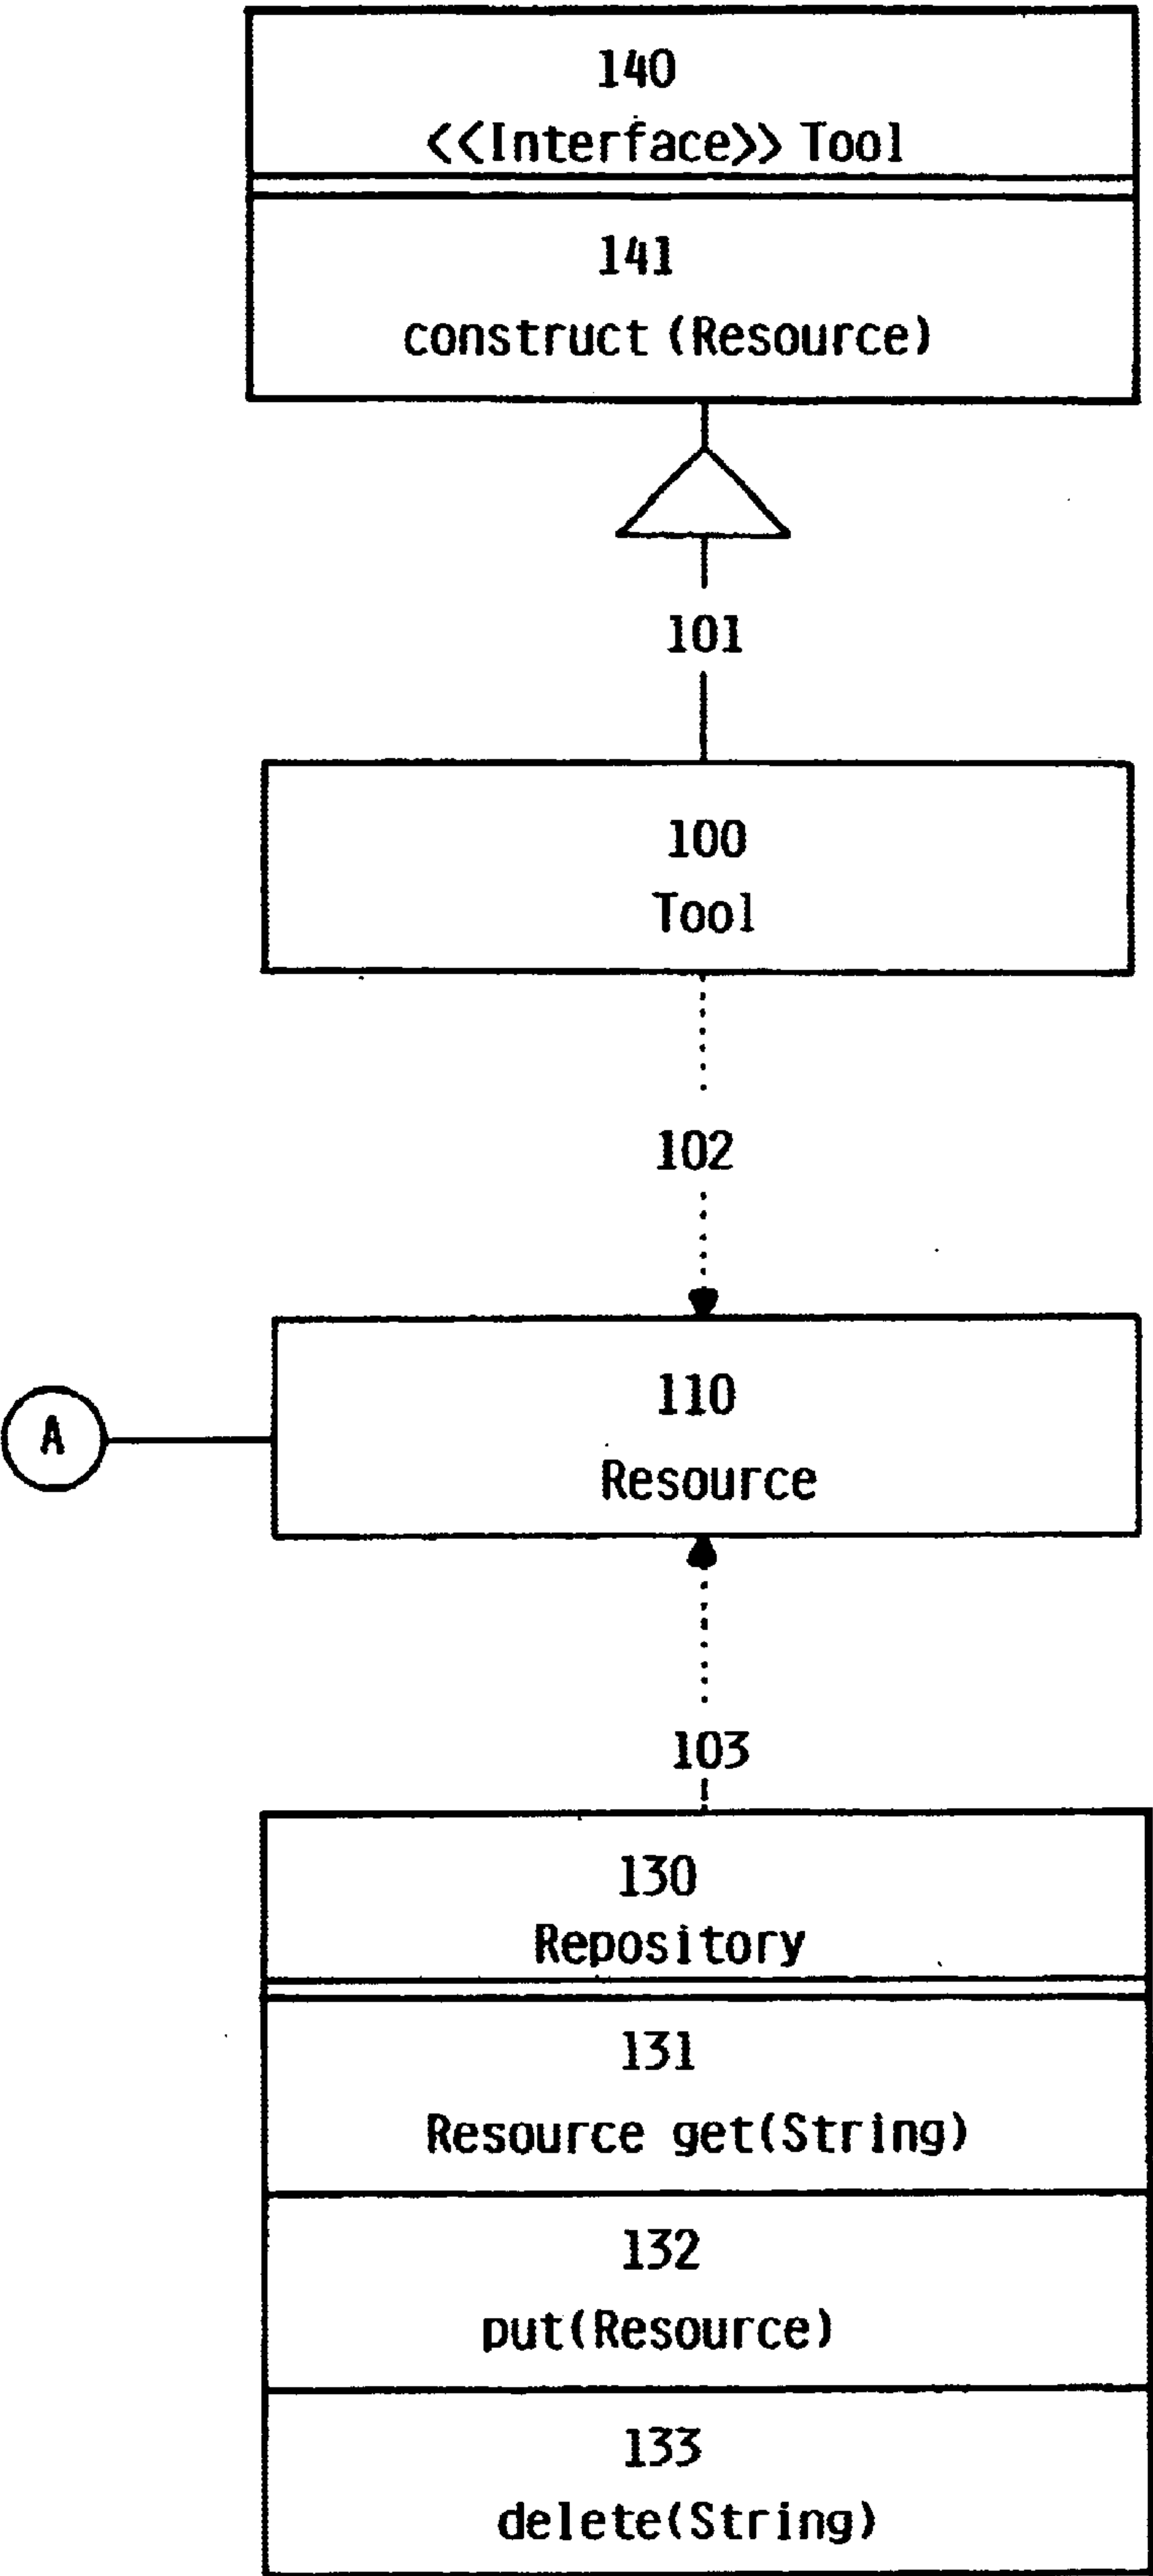 140
<<Interface>> Tool
141
construct (Resource)
101
100
Tool
102
110
A
Resource
103
130
Repository
131
Resource get(String)
132
put(Resource)
133
delete(String)